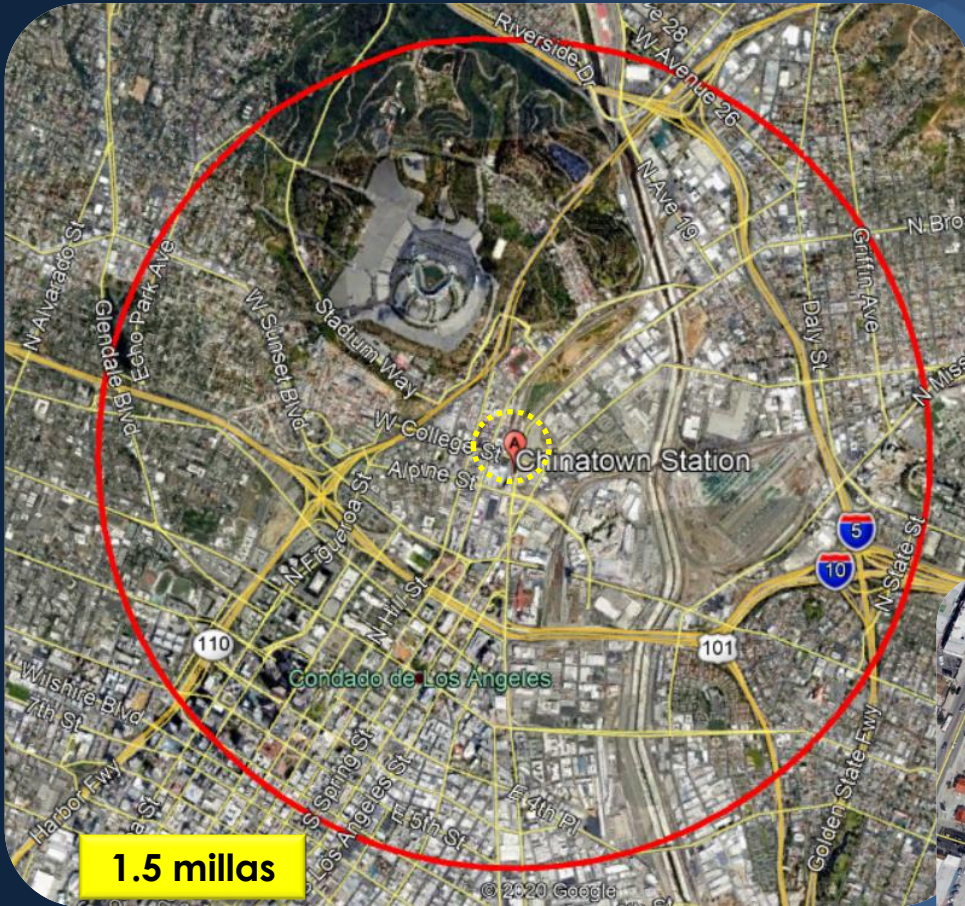 Riverside Dr
W Avenue 26
N Ave 19
N Alvarado St
Glendale Blvd
Echo Park Ave
W Sunset Blvd
Stadium Way
Griffin Ave
Day St
W College St
A
Chinatown Station
Alpine St
N Figueroa St
N Hill St
5
10
N State St
110
101
Condado de Los Angeles
Wilshire Blvd
7th St
Harbor Fwy
S Spring St
Los Angeles St
E 5th St
E 4th Pl
Golden State Fwy
1.5 millas
© 2020 Google